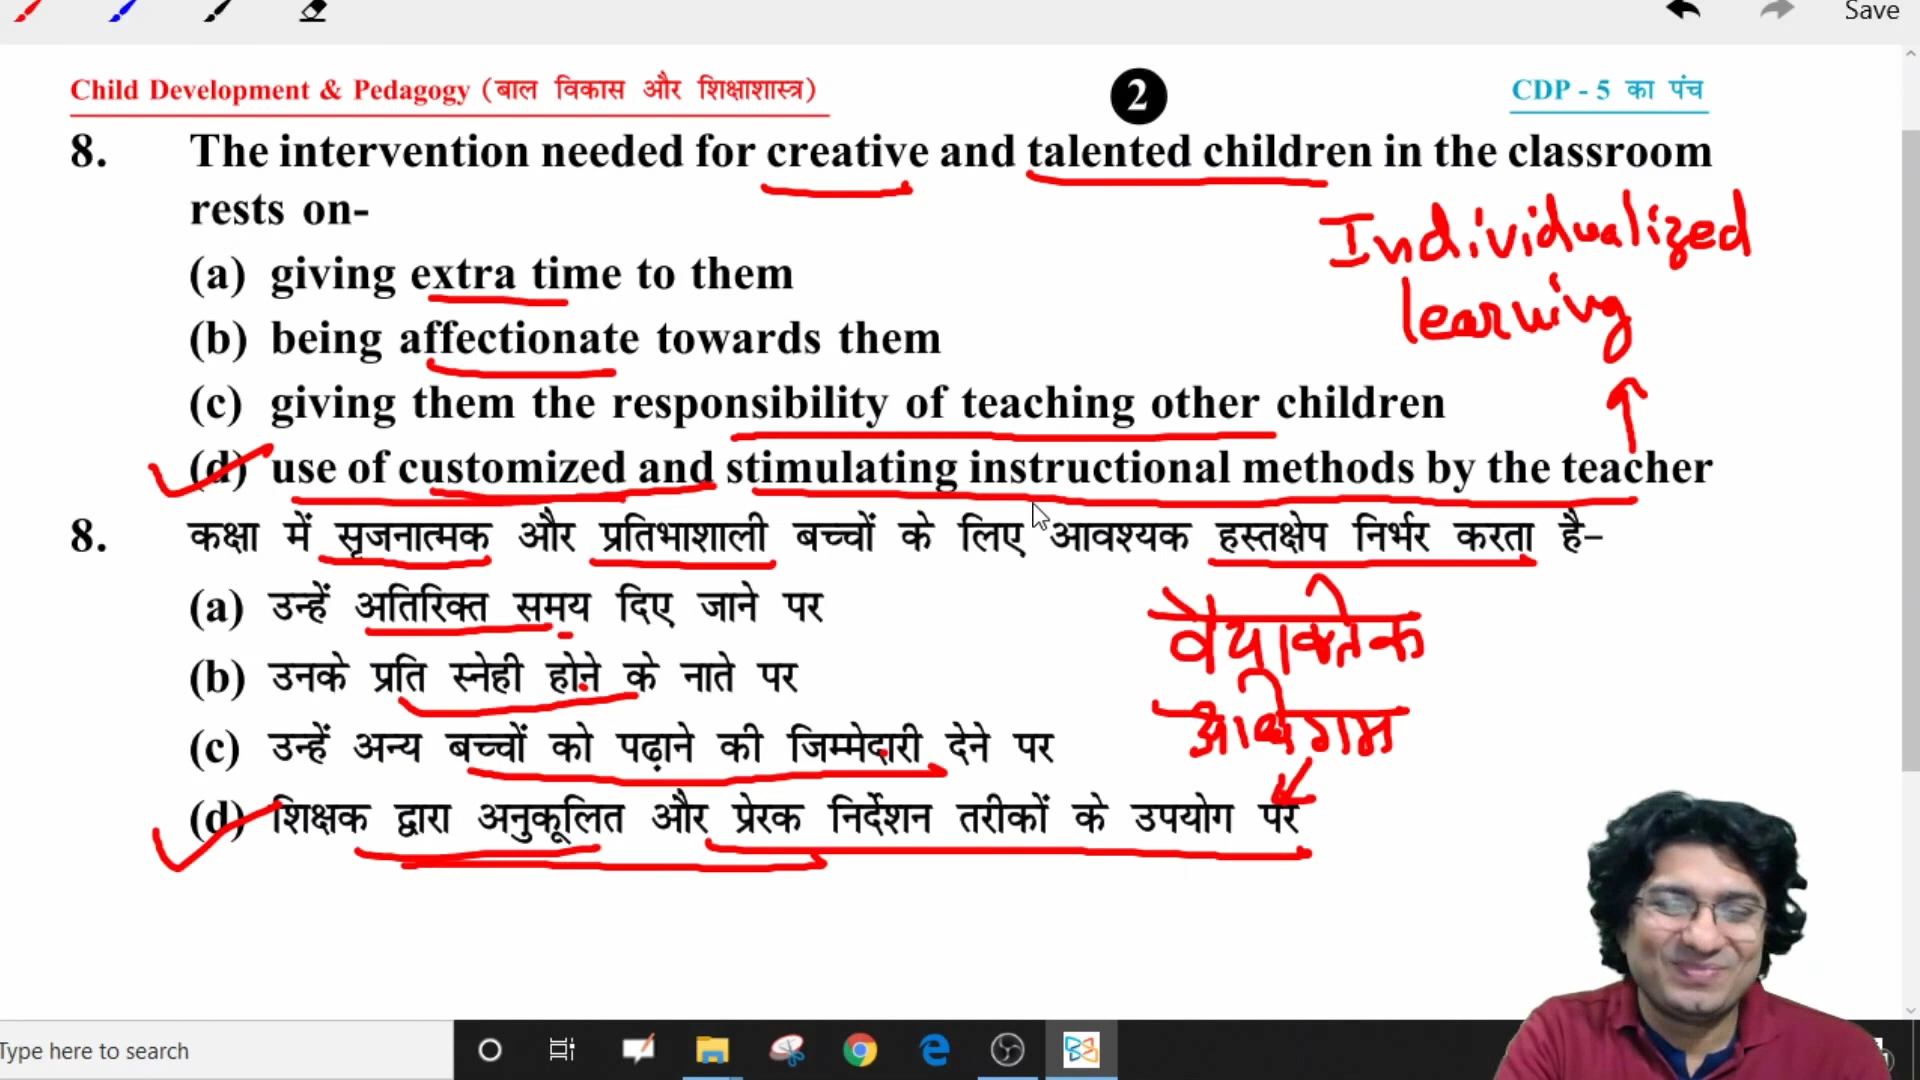 Save
Child Development & Pedagogy (बाल विकास और शिक्षाशास्त्र)
2
CDP - 5 का पंच
8. The intervention needed for creative and talented children in the classroom
rests on-
(a) giving extra time to them
(b) being affectionate towards them
(c) giving them the responsibility of teaching other children
(d) use of customized and stimulating instructional methods by the teacher
Individualized
learning
8. कक्षा में सृजनात्मक और प्रतिभाशाली बच्चों के लिए आवश्यक हस्तक्षेप निर्भर करता है–
(a) उन्हें अतिरिक्त समय दिए जाने पर
(b) उनके प्रति स्नेही होने के नाते पर
(c) उन्हें अन्य बच्चों को पढ़ाने की जिम्मेदारी देने पर
(d) शिक्षक द्वारा अनुकूलित और प्रेरक निर्देशन तरीकों के उपयोग पर
वैयक्तिक
अधिगम
Type here to search